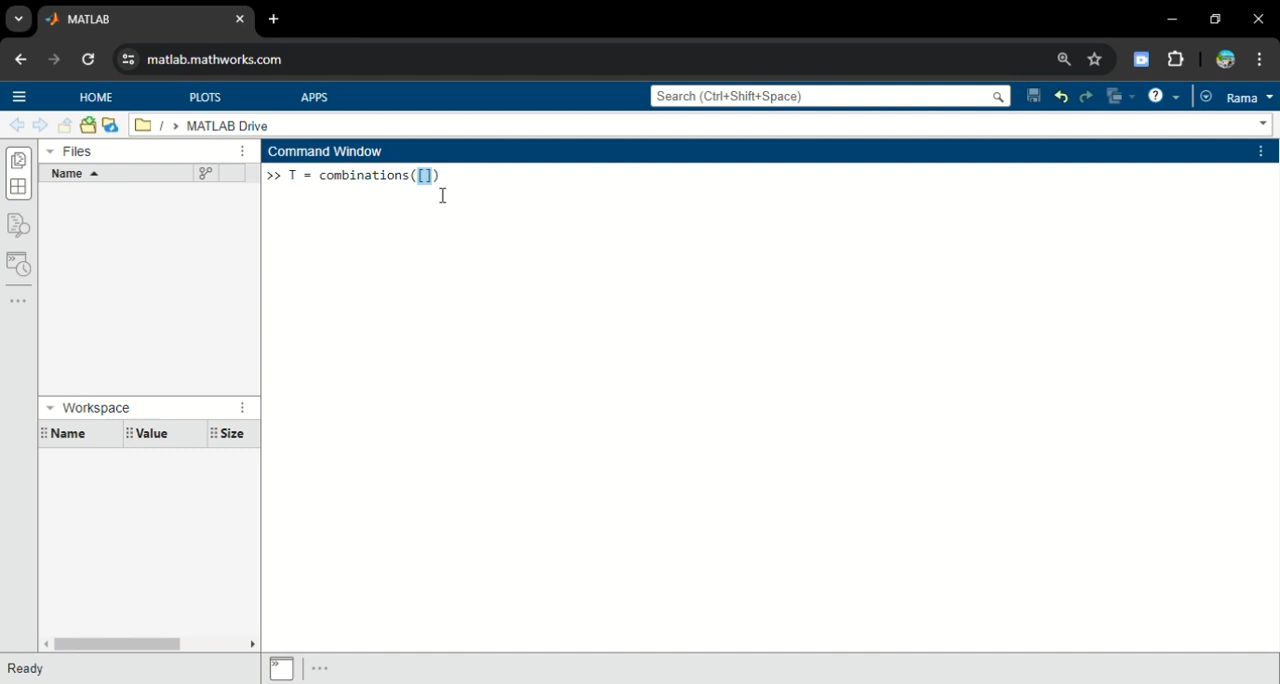 MATLAB
matlab.mathworks.com
HOME PLOTS APPS Search (Ctrl+Shift+Space) Rama
/ MATLAB Drive
Files
Name
Command Window
>> T = combinations([])
Workspace
Name Value Size
Ready